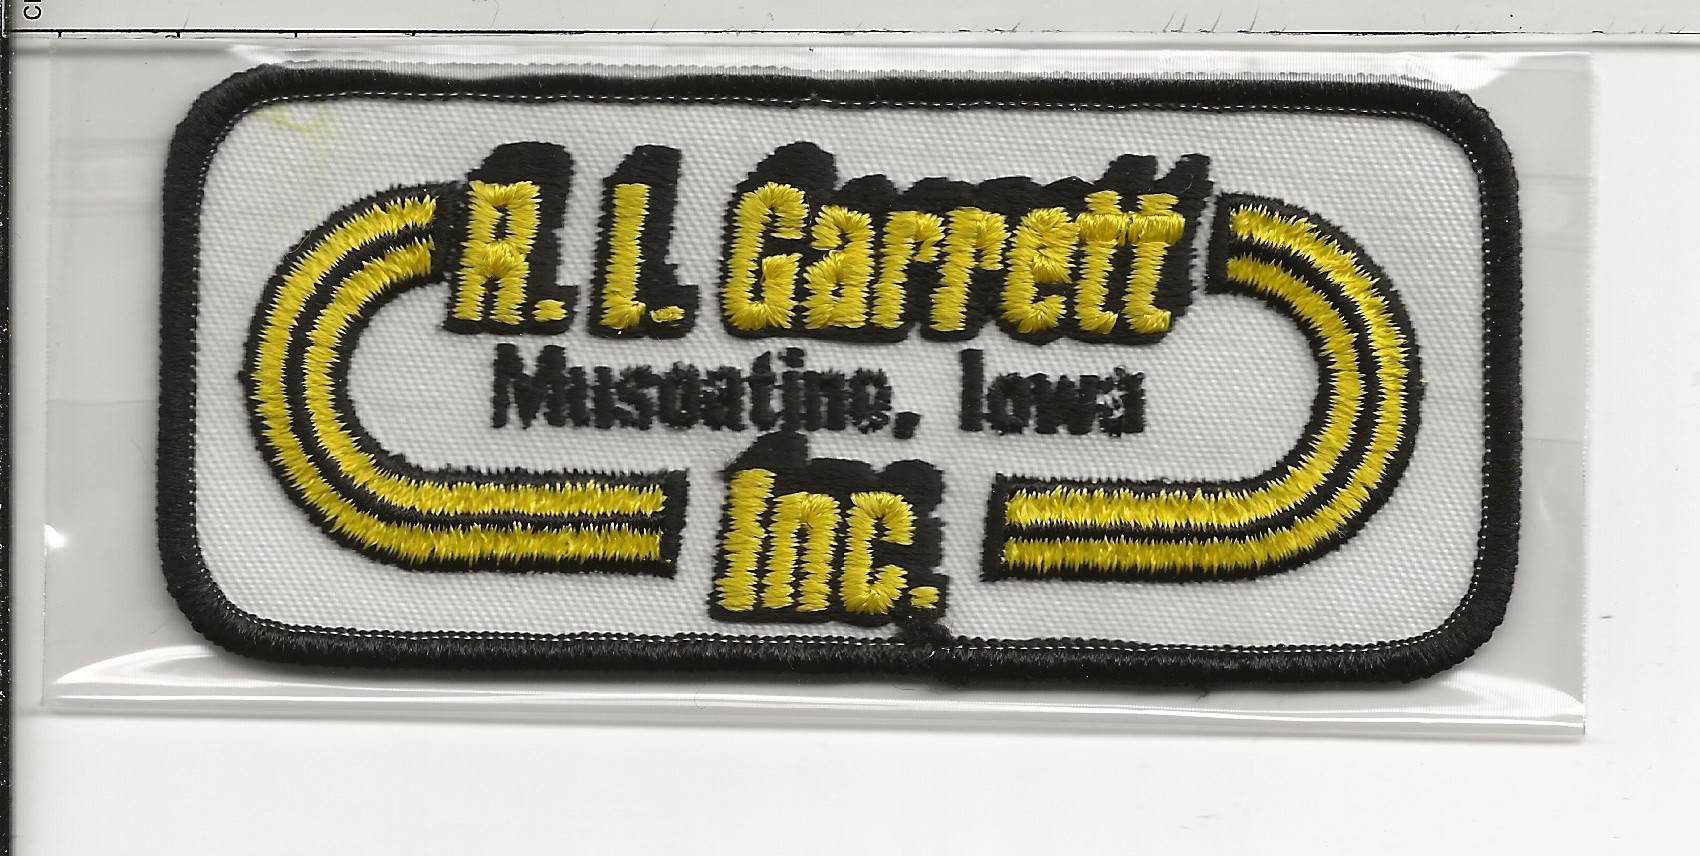 R. L. Garrett
Muscatine, Iowa
Inc.